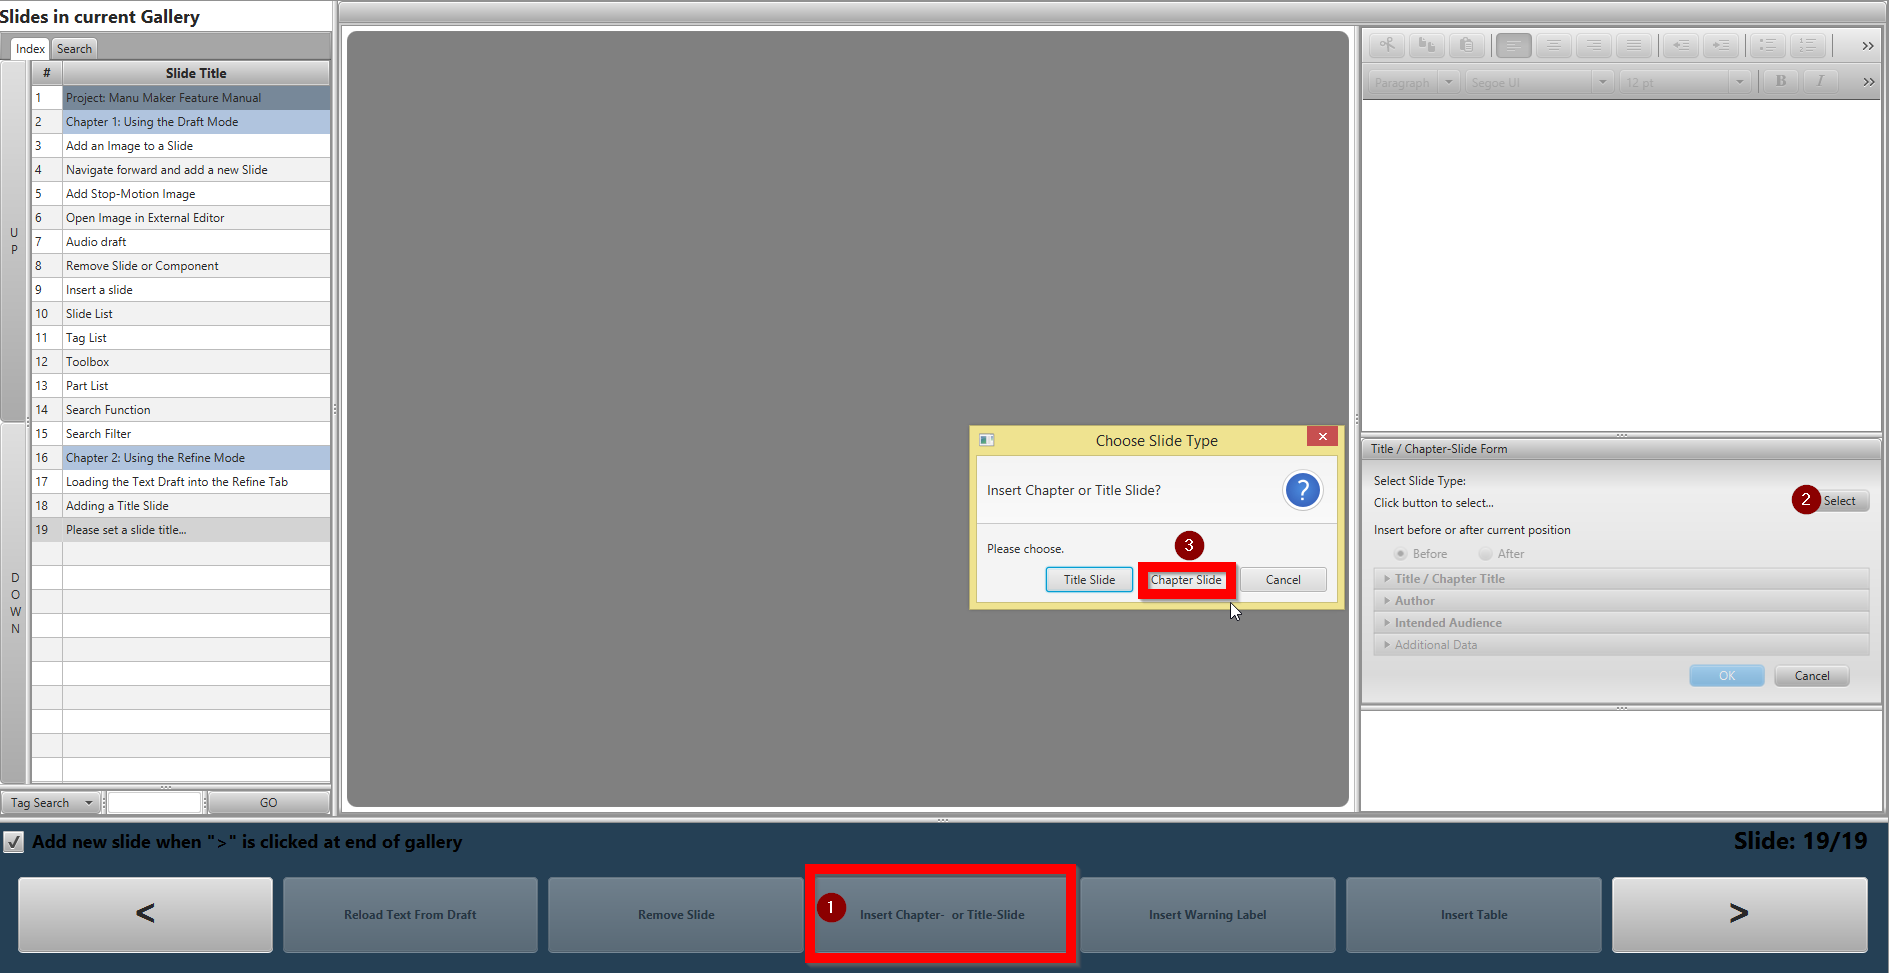 Slides in current Gallery
Index
Search
#
Slide Title
1
Project: Manu Maker Feature Manual
2
Chapter 1: Using the Draft Mode
3
Add an Image to a Slide
4
Navigate forward and add a new Slide
5
Add Stop-Motion Image
6
Open Image in External Editor
7
Audio draft
8
Remove Slide or Component
9
Insert a slide
10
Slide List
11
Tag List
12
Toolbox
13
Part List
14
Search Function
15
Search Filter
16
Chapter 2: Using the Refine Mode
17
Loading the Text Draft into the Refine Tab
18
Adding a Title Slide
19
Please set a slide title...
UP
DOWN
Tag Search
GO
Choose Slide Type
Insert Chapter or Title Slide?
?
Please choose.
3
Title Slide
Chapter Slide
Cancel
Paragraph
Segoe UI
12 pt
B
I
Title / Chapter-Slide Form
Select Slide Type:
Click button to select...
2
Select
Insert before or after current position
Before
After
Title / Chapter Title
Author
Intended Audience
Additional Data
OK
Cancel
Add new slide when ">" is clicked at end of gallery
Slide: 19/19
<
Reload Text From Draft
Remove Slide
1
Insert Chapter- or Title-Slide
Insert Warning Label
Insert Table
>